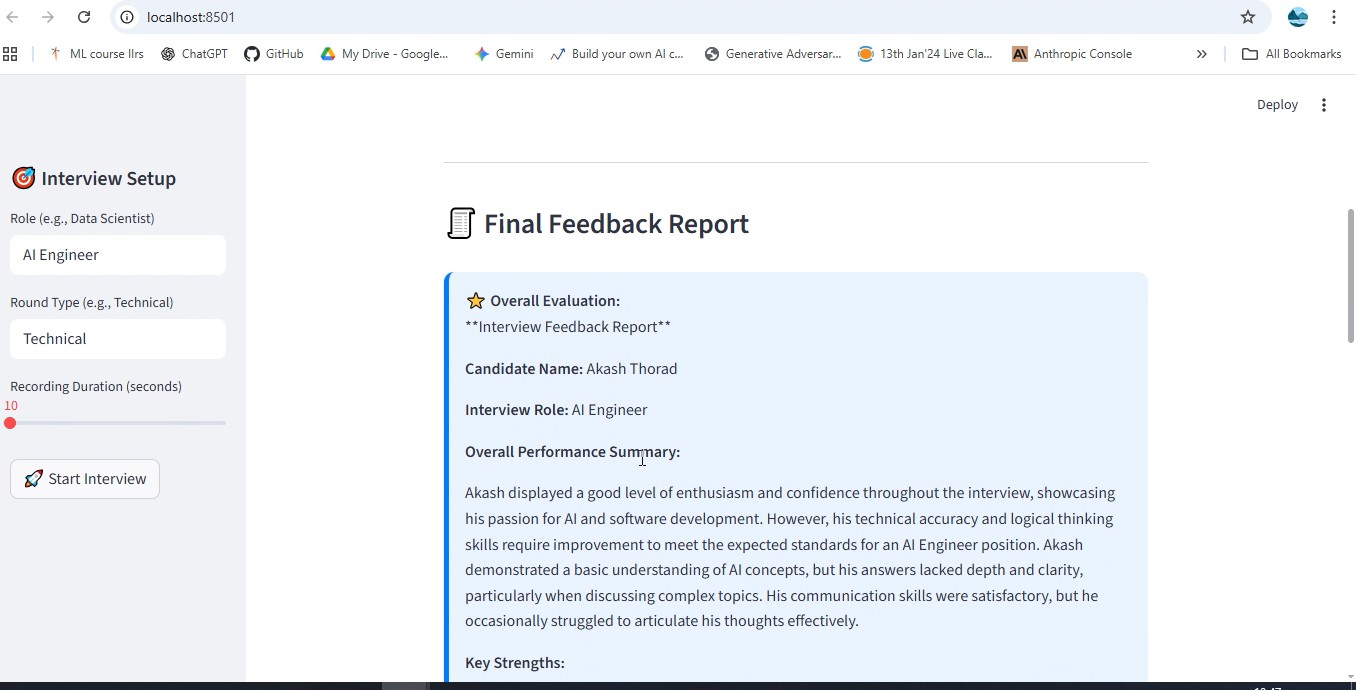 localhost:8501
ML course llrs
ChatGPT
GitHub
My Drive - Google...
Gemini
Build your own AI c...
Generative Adversar...
13th Jan'24 Live Cla...
Anthropic Console
All Bookmarks
Deploy
Interview Setup
Role (e.g., Data Scientist)
AI Engineer
Round Type (e.g., Technical)
Technical
Recording Duration (seconds)
10
Start Interview
Final Feedback Report
Overall Evaluation:
**Interview Feedback Report**
Candidate Name: Akash Thorad
Interview Role: AI Engineer
Overall Performance Summary:
Akash displayed a good level of enthusiasm and confidence throughout the interview, showcasing
his passion for AI and software development. However, his technical accuracy and logical thinking
skills require improvement to meet the expected standards for an AI Engineer position. Akash
demonstrated a basic understanding of AI concepts, but his answers lacked depth and clarity,
particularly when discussing complex topics. His communication skills were satisfactory, but he
occasionally struggled to articulate his thoughts effectively.
Key Strengths: